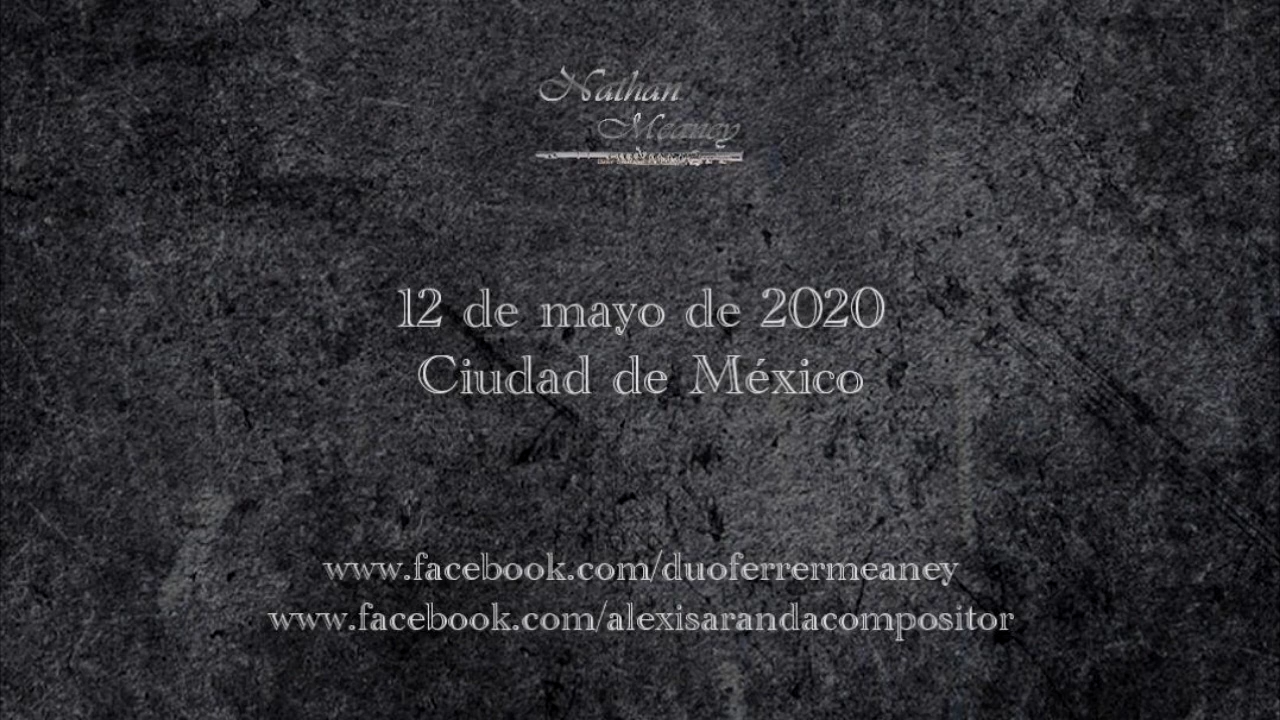 Nathan
Meaney
12 de mayo de 2020
Ciudad de México
www.facebook.com/duoferrermeaney
www.facebook.com/alexisarandacompositor